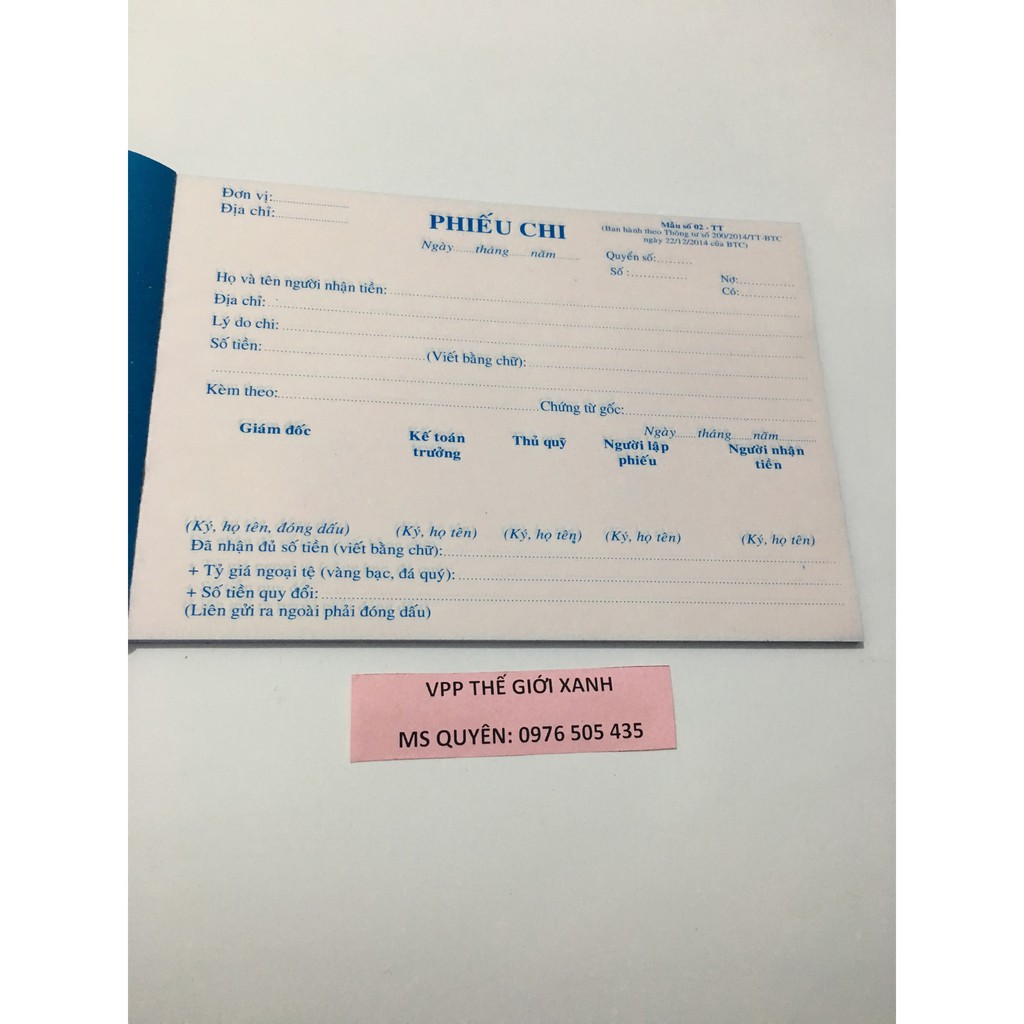 Đơn vị:..................
Địa chỉ:..................
PHIẾU CHI
Ngày......tháng.....năm......
Mẫu số 02 - TT
(Ban hành theo Thông tư số 200/2014/TT-BTC
ngày 22/12/2014 của BTC)
Quyển số:.........
Số :..............
Nợ:..............
Có:..............
Họ và tên người nhận tiền:..................
Địa chỉ:..................
Lý do chi:..................
Số tiền:..................(Viết bằng chữ):..................
Kèm theo:..................Chứng từ gốc:..................
Ngày......tháng......năm............
Giám đốc
Kế toán trưởng
Thủ quỹ
Người lập phiếu
Người nhận tiền
(Ký, họ tên, đóng dấu) (Ký, họ tên) (Ký, họ tên) (Ký, họ tên) (Ký, họ tên)
Đã nhận đủ số tiền (viết bằng chữ):..................
+ Tỷ giá ngoại tệ (vàng bạc, đá quý):..................
+ Số tiền quy đổi:..................
(Liên gửi ra ngoài phải đóng dấu)
VPP THẾ GIỚI XANH
MS QUYÊN: 0976 505 435